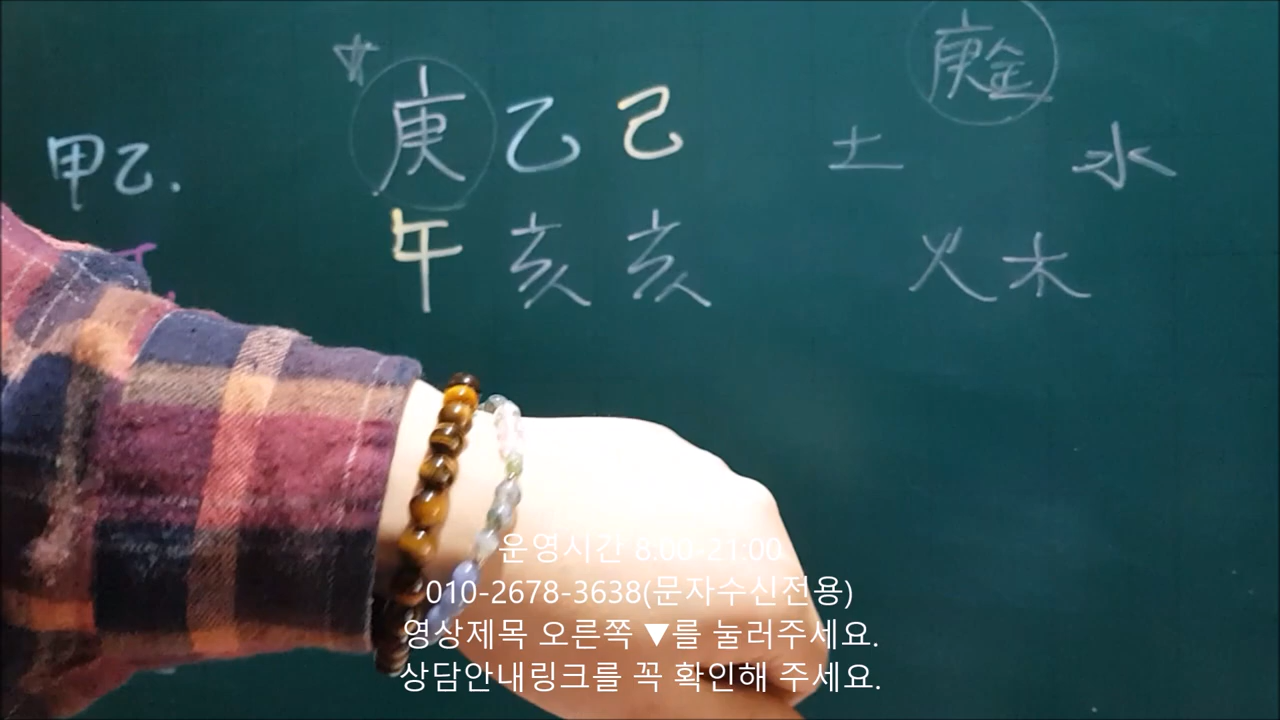 庚金
庚乙己
甲乙.
土 水
午亥亥
火木
운영시간 8:00-21:00
010-2678-3638(문자수신전용)
영상제목 오른쪽 ▼를 눌러주세요.
상담안내링크를 꼭 확인해 주세요.